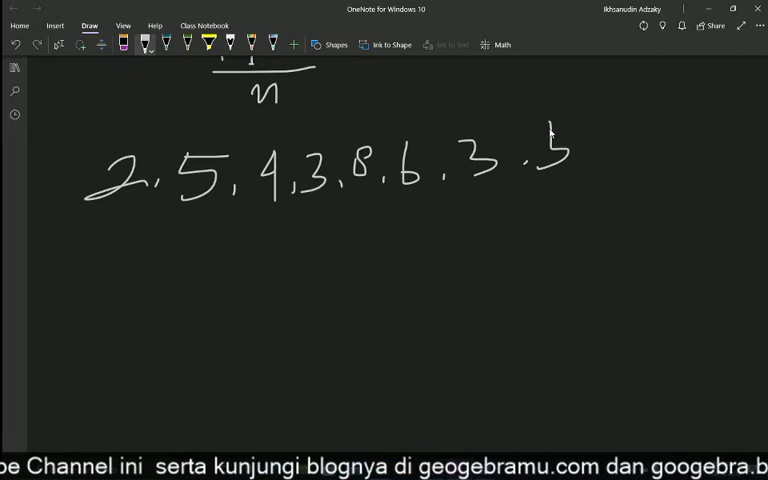 OneNote for Windows 10
Ikhsanudin Adzaky
Home Insert Draw View Help Class Notebook
Shapes Ink to Shape Ink to Text Math Share
n
2, 5, 4, 3, 8, 6, 3, 5
be Channel ini serta kunjungi blognya di geogebramu.com dan googebra.b